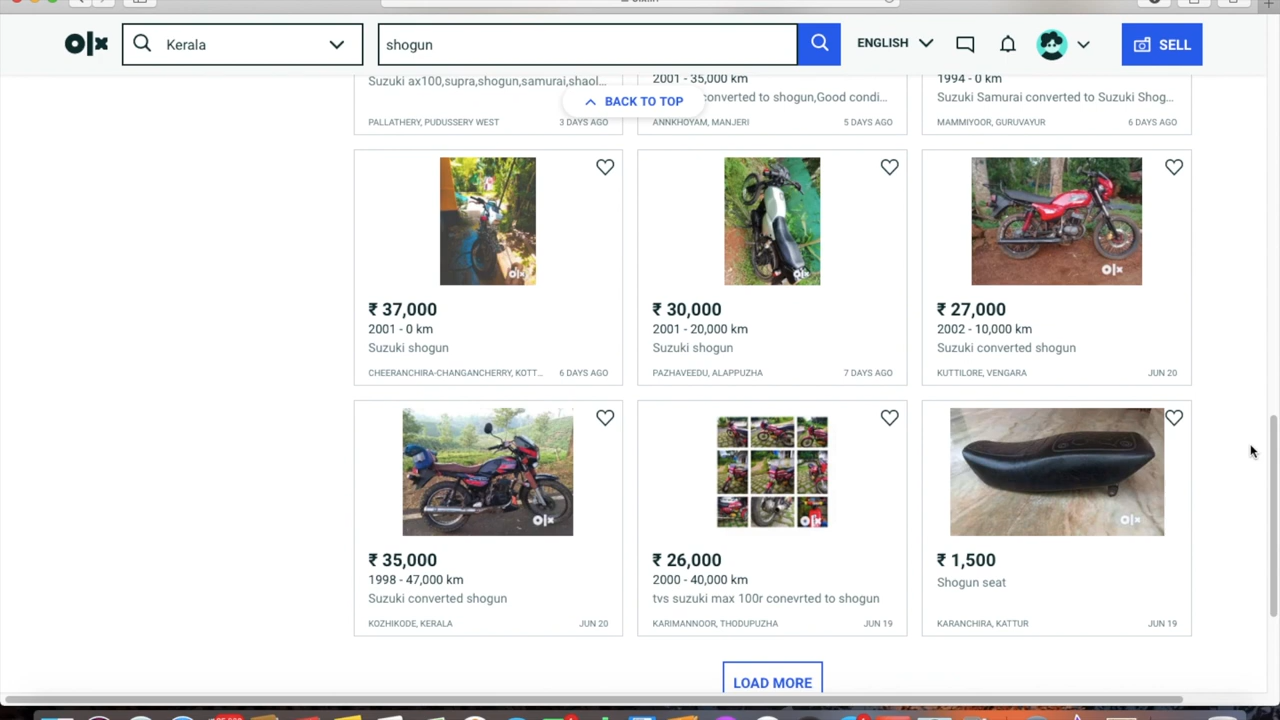 olx
Kerala
shogun
ENGLISH
SELL
Suzuki ax100,supra,shogun,samurai,shaol...
PALLATHERY, PUDUSSERY WEST
3 DAYS AGO
2001 - 35,000 km
converted to shogun,Good condi...
ANNKHOYAM, MANJERI
5 DAYS AGO
1994 - 0 km
Suzuki Samurai converted to Suzuki Shog...
MAMMIYOOR, GURUVAYUR
6 DAYS AGO
BACK TO TOP
olx
₹ 37,000
2001 - 0 km
Suzuki shogun
CHEERANCHIRA-CHANGANCHERRY, KOTT...
6 DAYS AGO
olx
₹ 30,000
2001 - 20,000 km
Suzuki shogun
PAZHAVEEDU, ALAPPUZHA
7 DAYS AGO
olx
₹ 27,000
2002 - 10,000 km
Suzuki converted shogun
KUTTILORE, VENGARA
JUN 20
olx
₹ 35,000
1998 - 47,000 km
Suzuki converted shogun
KOZHIKODE, KERALA
JUN 20
olx
₹ 26,000
2000 - 40,000 km
tvs suzuki max 100r conevrted to shogun
KARIMANNOOR, THODUPUZHA
JUN 19
olx
₹ 1,500
Shogun seat
KARANCHIRA, KATTUR
JUN 19
LOAD MORE